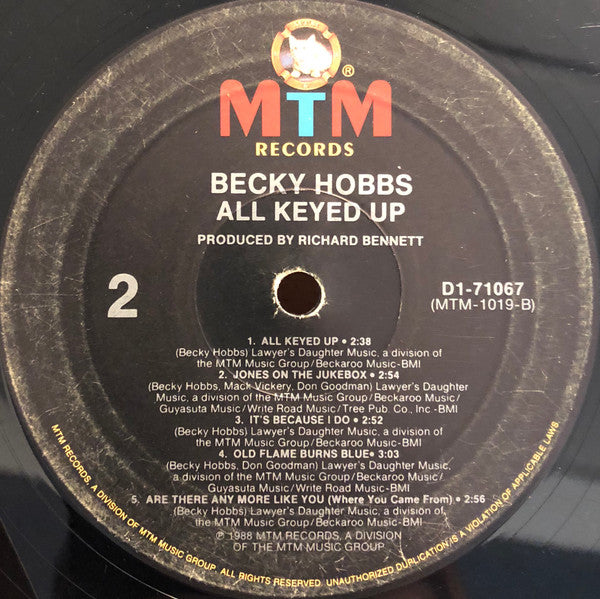 ®
MTM
RECORDS
BECKY HOBBS
ALL KEYED UP
PRODUCED BY RICHARD BENNETT
2
D1-71067
(MTM-1019-B)
1. ALL KEYED UP • 2:38
(Becky Hobbs) Lawyer's Daughter Music, a division of
the MTM Music Group/Beckaroo Music-BMI
2. JONES ON THE JUKEBOX • 2:54
(Becky Hobbs, Mack Vickery, Don Goodman) Lawyer's Daughter
Music, a division of the MTM Music Group/Beckaroo Music/
Guyasuta Music/Write Road Music/Tree Pub. Co., Inc -BMI
3. IT'S BECAUSE I DO • 2:52
(Becky Hobbs) Lawyer's Daughter Music, a division of
the MTM Music Group/Beckaroo Music-BMI
4. OLD FLAME BURNS BLUE • 3:03
(Becky Hobbs, Don Goodman) Lawyer's Daughter Music,
a division of the MTM Music Group/Beckaroo Music/
Guyasuta Music/Write Road Music-BMI
5. ARE THERE ANY MORE LIKE YOU (Where You Came From) • 2:56
(Becky Hobbs) Lawyer's Daughter Music, a division of
the MTM Music Group/Beckaroo Music-BMI
℗ 1988 MTM RECORDS, A DIVISION
OF THE MTM MUSIC GROUP
MTM RECORDS, A DIVISION OF MTM MUSIC GROUP. ALL RIGHTS RESERVED. UNAUTHORIZED DUPLICATION IS A VIOLATION OF APPLICABLE LAWS